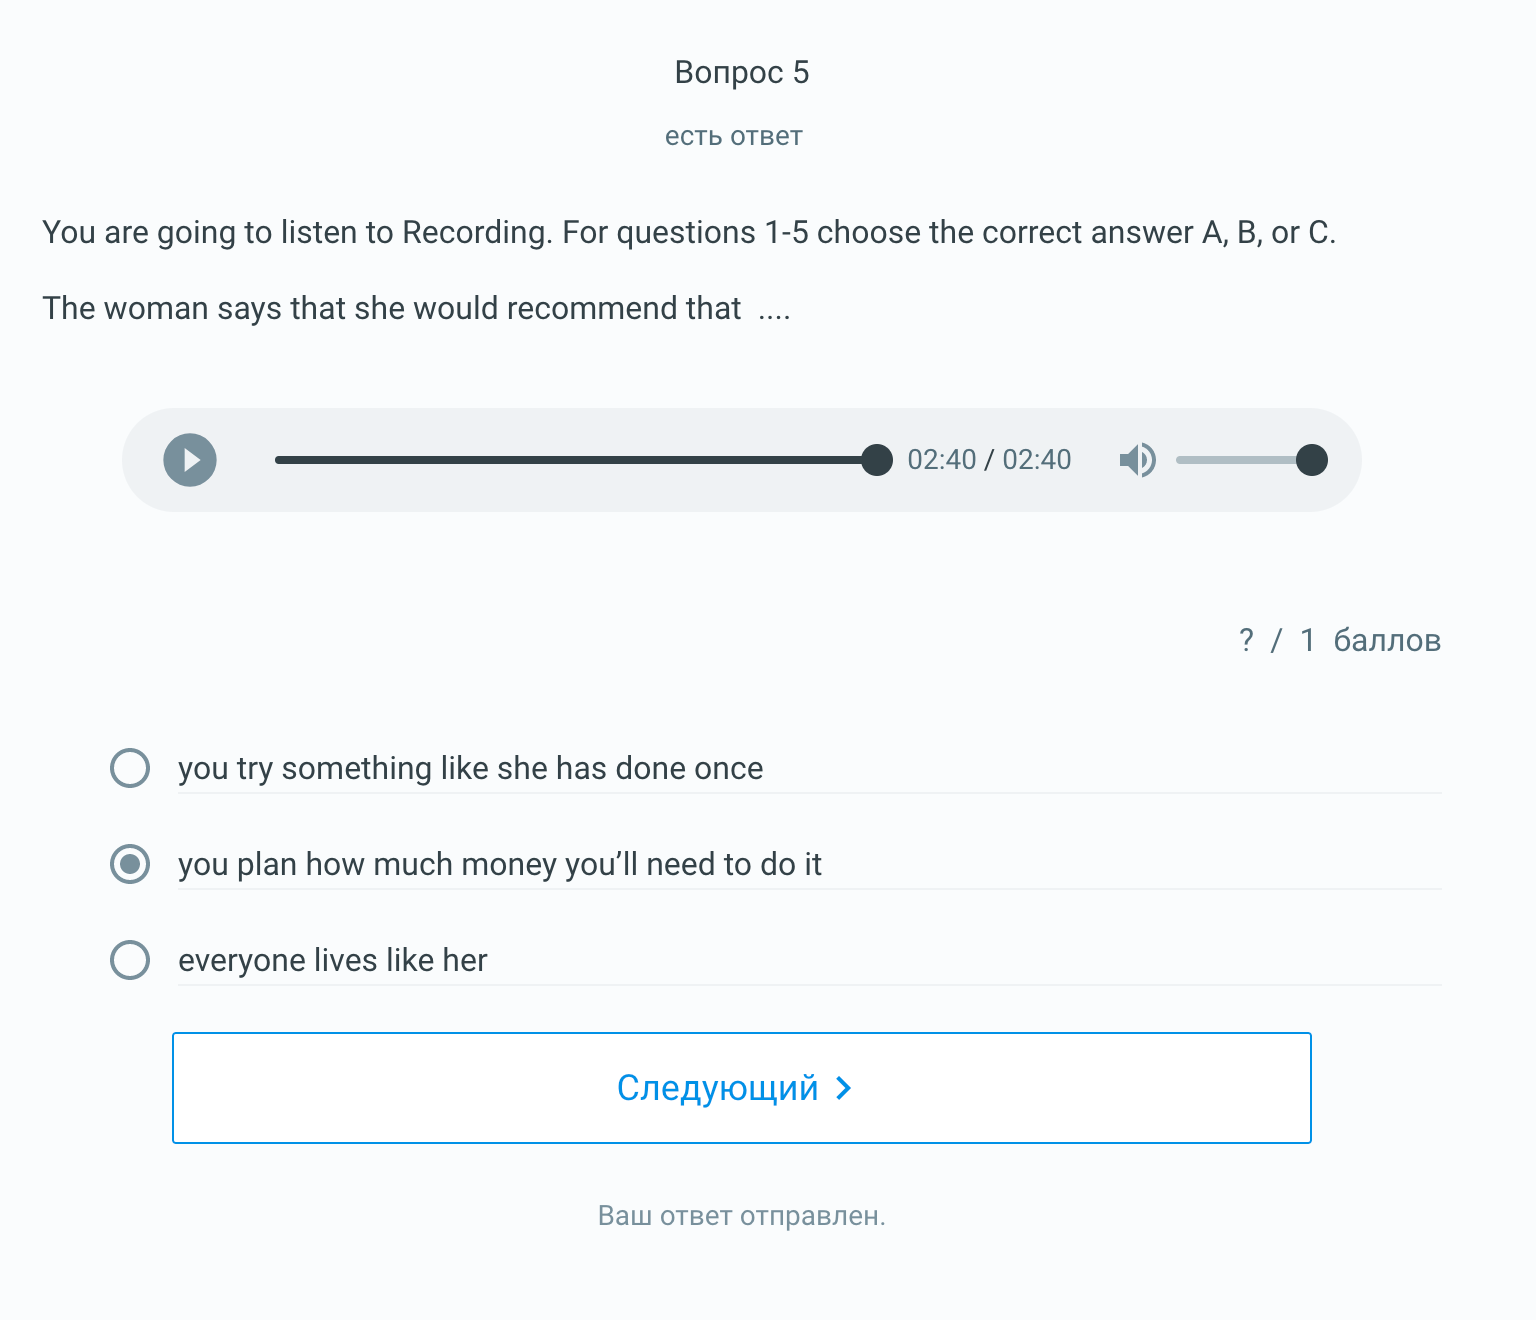 Вопрос 5
есть ответ
You are going to listen to Recording. For questions 1-5 choose the correct answer A, B, or C.
The woman says that she would recommend that ....
02:40 / 02:40
? / 1 баллов
you try something like she has done once
you plan how much money you’ll need to do it
everyone lives like her
Следующий
Ваш ответ отправлен.